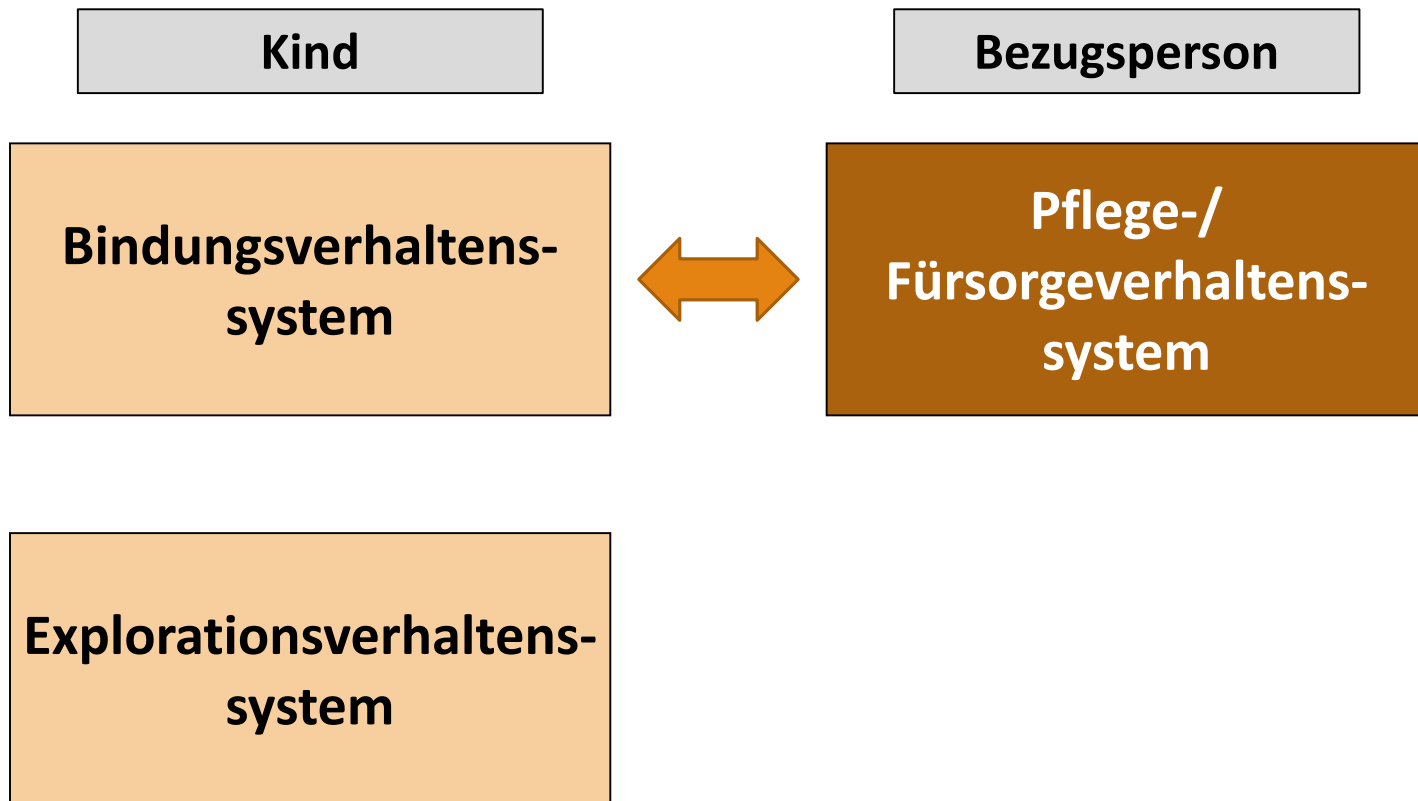 Kind
Bezugsperson
Bindungsverhaltens-
system
Pflege-/
Fürsorgeverhaltens-
system
Explorationsverhaltens-
system